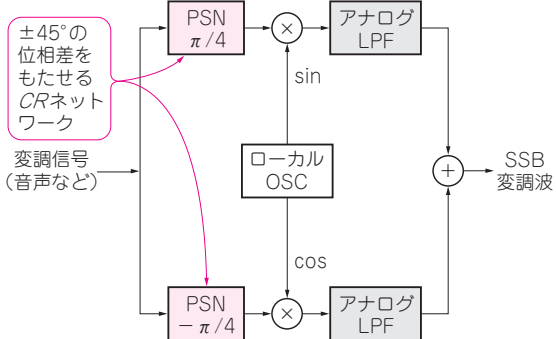 ±45°の
位相差を
もたせる
CRネット
ワーク
PSN
π/4
×
アナログ
LPF
sin
変調信号
(音声など)
ローカル
OSC
+
SSB
変調波
cos
PSN
－π/4
×
アナログ
LPF